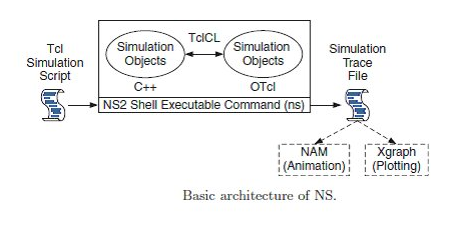 Tcl
Simulation
Script
TclCL
Simulation
Objects
Simulation
Objects
C++
OTcl
NS2 Shell Executable Command (ns)
Simulation
Trace
File
NAM
(Animation)
Xgraph
(Plotting)
Basic architecture of NS.